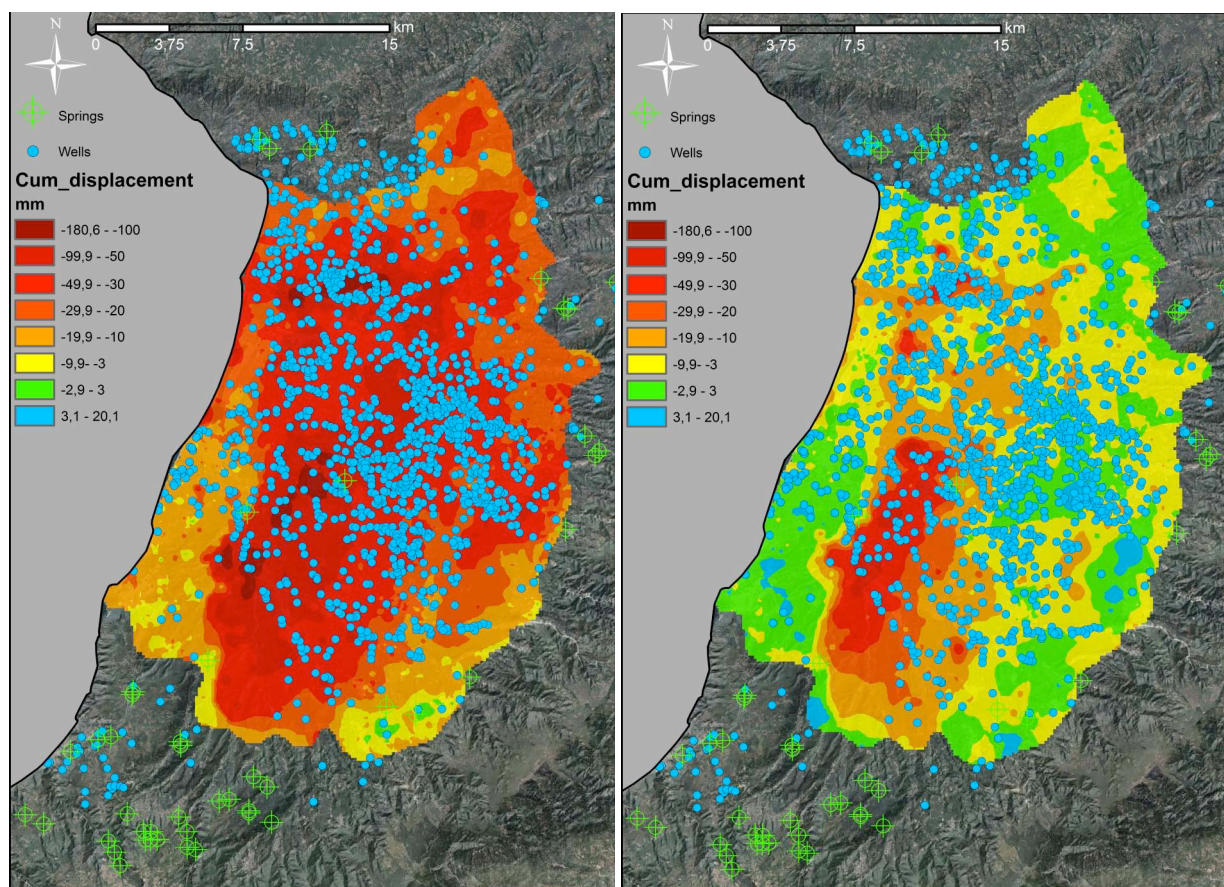 N
km
0 3,75 7,5 15
Springs
Wells
Cum_displacement
mm
-180,6 - -100
-99,9 - -50
-49,9 - -30
-29,9 - -20
-19,9 - -10
-9,9- -3
-2,9 - 3
3,1 - 20,1
N
km
0 3,75 7,5 15
Springs
Wells
Cum_displacement
mm
-180,6 - -100
-99,9 - -50
-49,9 - -30
-29,9 - -20
-19,9 - -10
-9,9- -3
-2,9 - 3
3,1 - 20,1